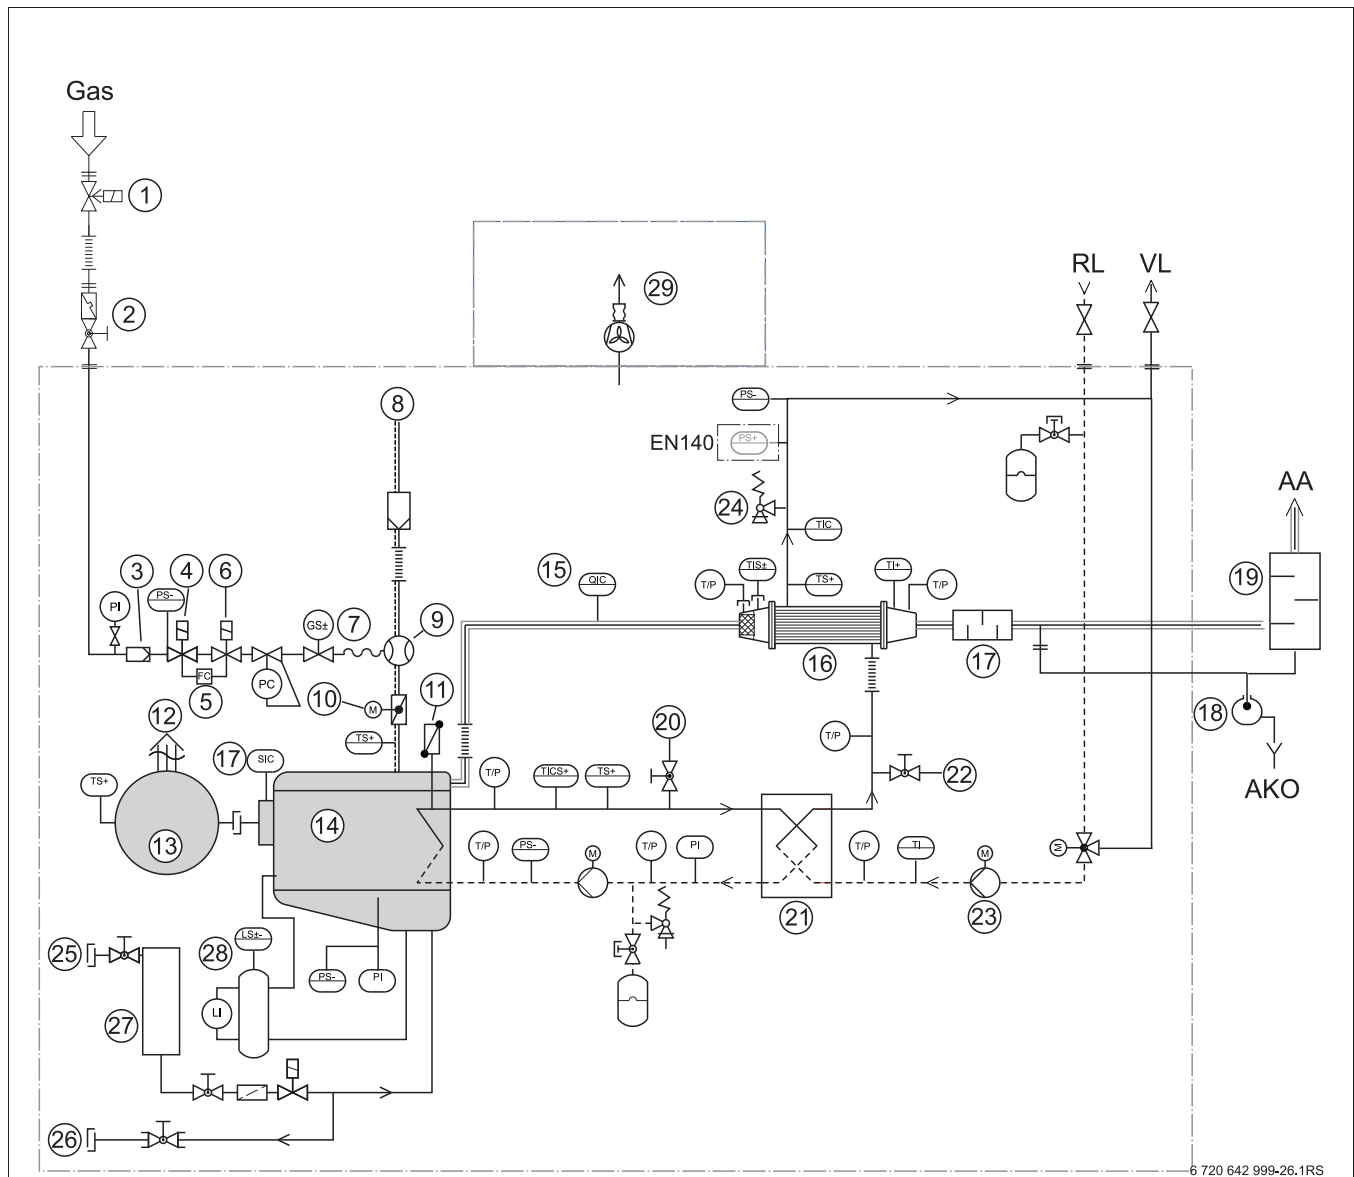 Gas
1
2
29
RL
VL
8
PS-
EN140
PS+
24
TIC
AA
3
4
6
PS-
PI
GS±
7
9
15
QIC
T/P
TIS±
TS+
TI+
T/P
19
FC
PC
5
10
M
11
16
17
12
TS+
20
T/P
18
17
SIC
TS+
T/P
TICS+
TS+
22
AKO
13
14
T/P
PS-
M
T/P
PI
T/P
TI
M
M
21
23
25
28
LS±-
PS-
PI
27
LI
26
6 720 642 999-26.1RS